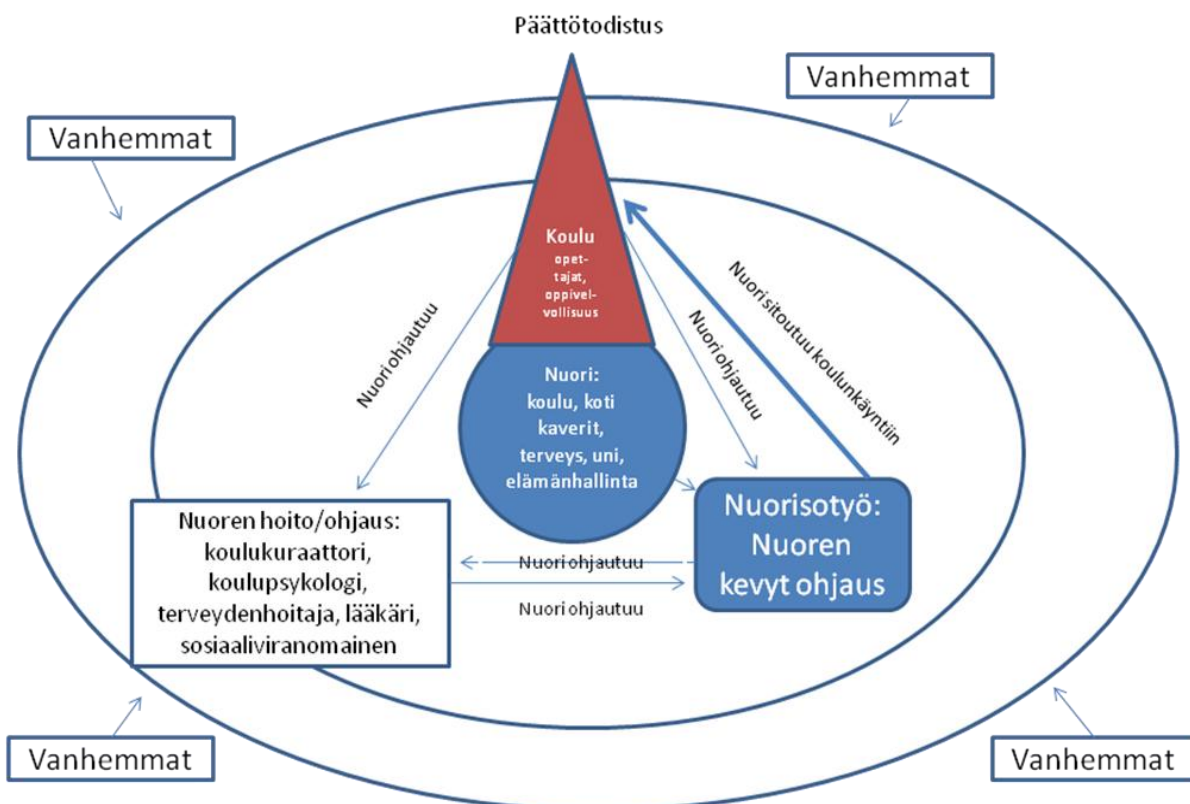 Päättötodistus
Vanhemmat
Vanhemmat
Koulu
opet-
tajat,
oppivel-
vollisuus
Nuori ohjautuu
Nuori ohjautuu
Nuori sitoutuu koulunkäyntiin
Nuori:
koulu, koti
kaverit,
terveys, uni,
elämänhallinta
Nuoren hoito/ohjaus:
koulukuraattori,
koulupsykologi,
terveydenhoitaja, lääkäri,
sosiaaliviranomainen
Nuori ohjautuu
Nuori ohjautuu
Nuorisotyö:
Nuoren
kevyt ohjaus
Vanhemmat
Vanhemmat